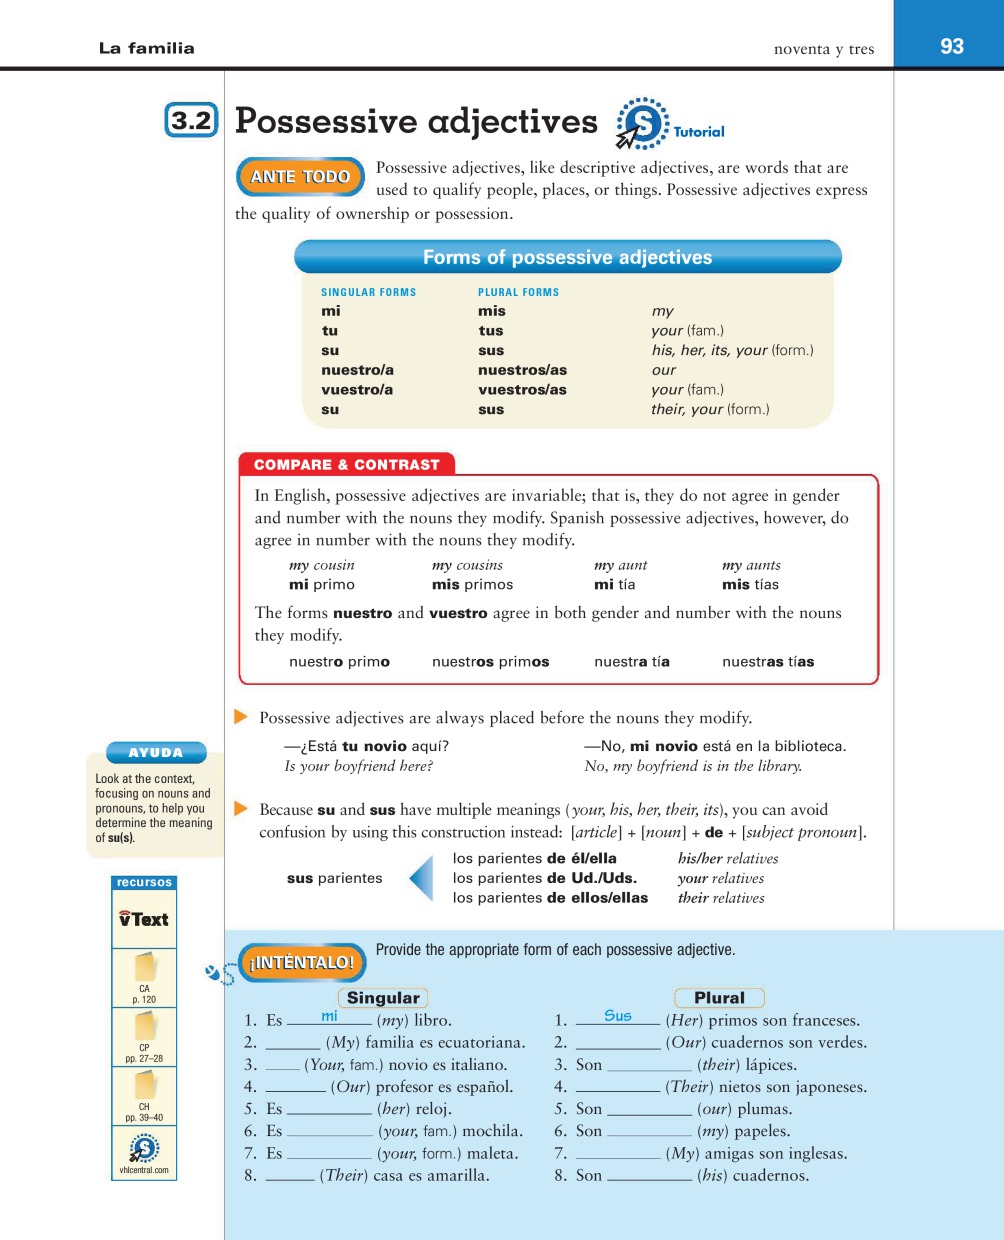 La familia
noventa y tres
93
3.2 Possessive adjectives
S Tutorial
ANTE TODO Possessive adjectives, like descriptive adjectives, are words that are
used to qualify people, places, or things. Possessive adjectives express
the quality of ownership or possession.
Forms of possessive adjectives
SINGULAR FORMS PLURAL FORMS
mi mis my
tu tus your (fam.)
su sus his, her, its, your (form.)
nuestro/a nuestros/as our
vuestro/a vuestros/as your (fam.)
su sus their, your (form.)
COMPARE & CONTRAST
In English, possessive adjectives are invariable; that is, they do not agree in gender
and number with the nouns they modify. Spanish possessive adjectives, however, do
agree in number with the nouns they modify.
my cousin my cousins my aunt my aunts
mi primo mis primos mi tía mis tías
The forms nuestro and vuestro agree in both gender and number with the nouns
they modify.
nuestro primo nuestros primos nuestra tía nuestras tías
Possessive adjectives are always placed before the nouns they modify.
—¿Está tu novio aquí? —No, mi novio está en la biblioteca.
Is your boyfriend here? No, my boyfriend is in the library.
AYUDA
Look at the context,
focusing on nouns and
pronouns, to help you
determine the meaning
of su(s).
Because su and sus have multiple meanings (your, his, her, their, its), you can avoid
confusion by using this construction instead: [article] + [noun] + de + [subject pronoun].
sus parientes
los parientes de él/ella his/her relatives
los parientes de Ud./Uds. your relatives
los parientes de ellos/ellas their relatives
recursos
vText
CA
p. 120
CP
pp. 27–28
CH
pp. 39–40
S
vhlcentral.com
¡INTÉNTALO! Provide the appropriate form of each possessive adjective.
Singular
1. Es mi (my) libro.
2. ______ (My) familia es ecuatoriana.
3. ____ (Your, fam.) novio es italiano.
4. ______ (Our) profesor es español.
5. Es _________ (her) reloj.
6. Es _________ (your, fam.) mochila.
7. Es _________ (your, form.) maleta.
8. _____ (Their) casa es amarilla.
Plural
1. Sus (Her) primos son franceses.
2. _________ (Our) cuadernos son verdes.
3. Son _________ (their) lápices.
4. _________ (Their) nietos son japoneses.
5. Son _________ (our) plumas.
6. Son _________ (my) papeles.
7. _________ (My) amigas son inglesas.
8. Son _________ (his) cuadernos.